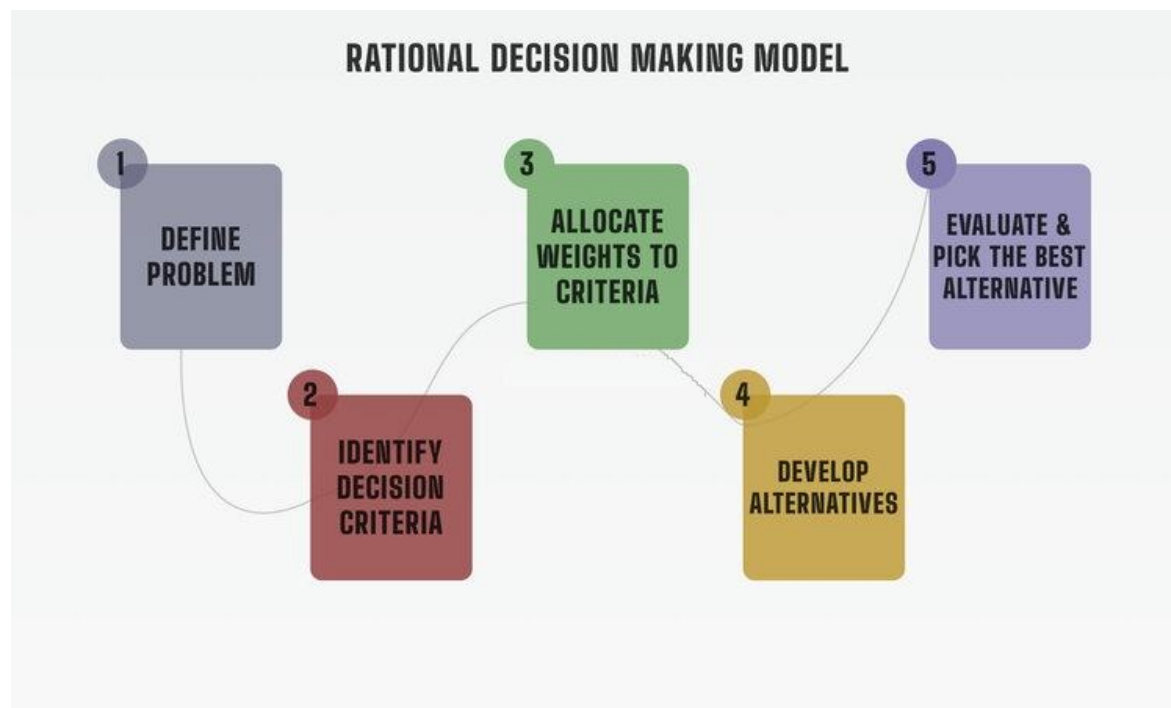 RATIONAL DECISION MAKING MODEL
1
DEFINE
PROBLEM
2
IDENTIFY
DECISION
CRITERIA
3
ALLOCATE
WEIGHTS TO
CRITERIA
4
DEVELOP
ALTERNATIVES
5
EVALUATE &
PICK THE BEST
ALTERNATIVE